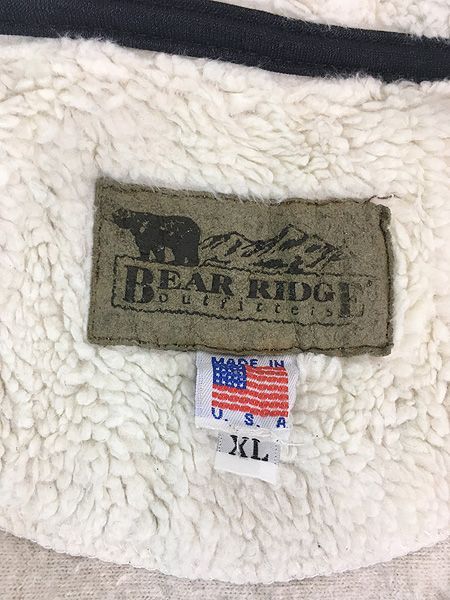 BEAR RIDGE®
Outfitters
MADE IN
U. S. A
XL